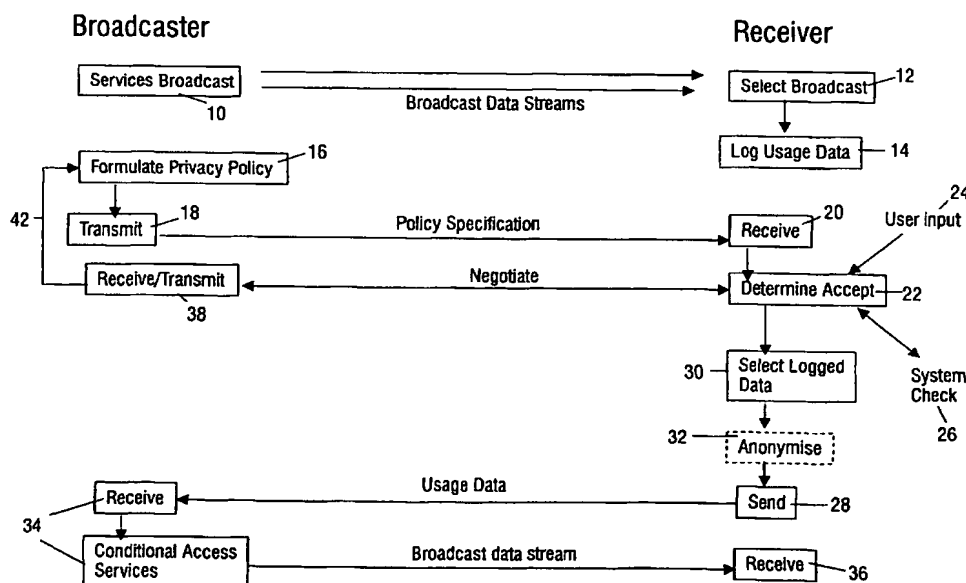 Broadcaster
Receiver
Services Broadcast
10
Broadcast Data Streams
Select Broadcast
12
Log Usage Data
14
Formulate Privacy Policy
16
42
Transmit
18
Policy Specification
Receive
20
User input
24
Receive/Transmit
38
Negotiate
Determine Accept
22
30
Select Logged
Data
System
Check
26
32
Anonymise
Receive
Usage Data
Send
28
34
Conditional Access
Services
Broadcast data stream
Receive
36